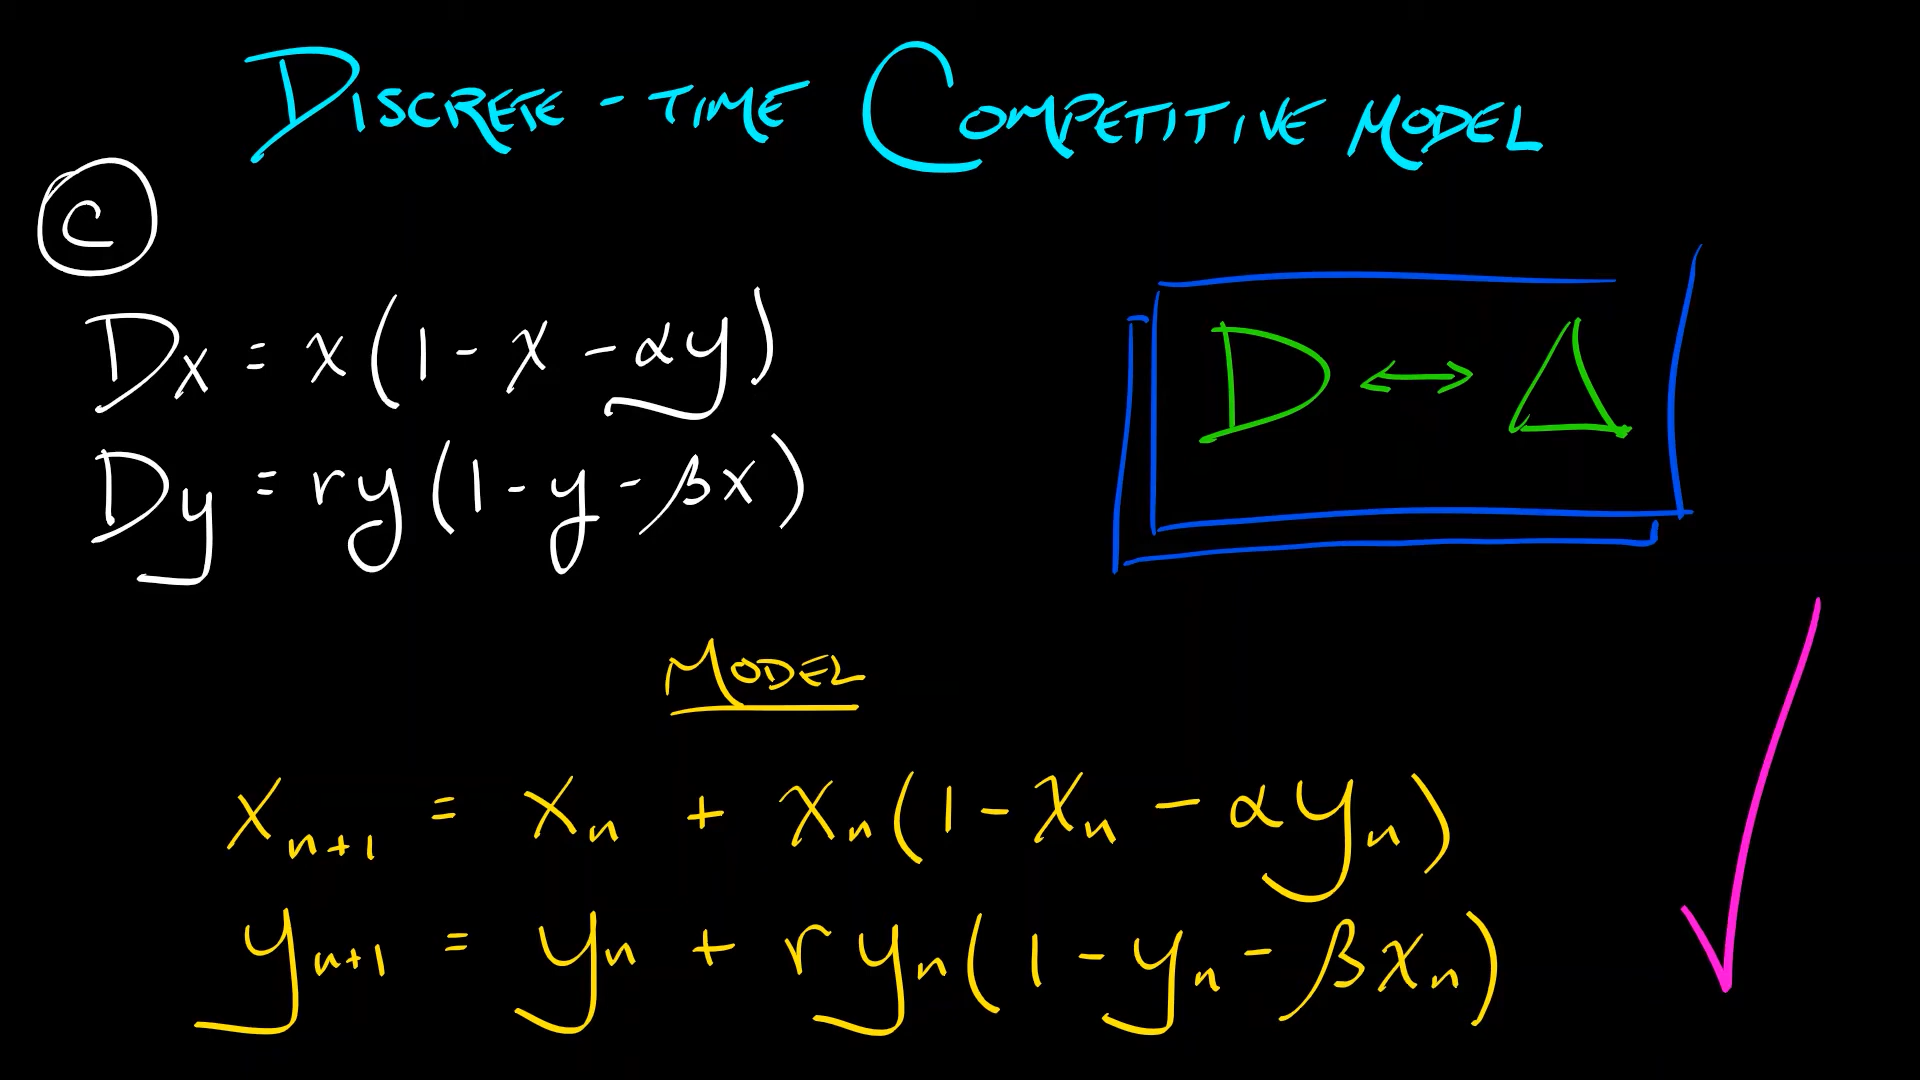 DISCRETE-TIME COMPETITIVE MODEL
C
Dx = x(1 - x - αy)
Dy = ry(1 - y - βx)
D ↔ Δ
MODEL
xₙ₊₁ = xₙ + xₙ(1 - xₙ - αyₙ)
yₙ₊₁ = yₙ + ryₙ(1 - yₙ - βxₙ)